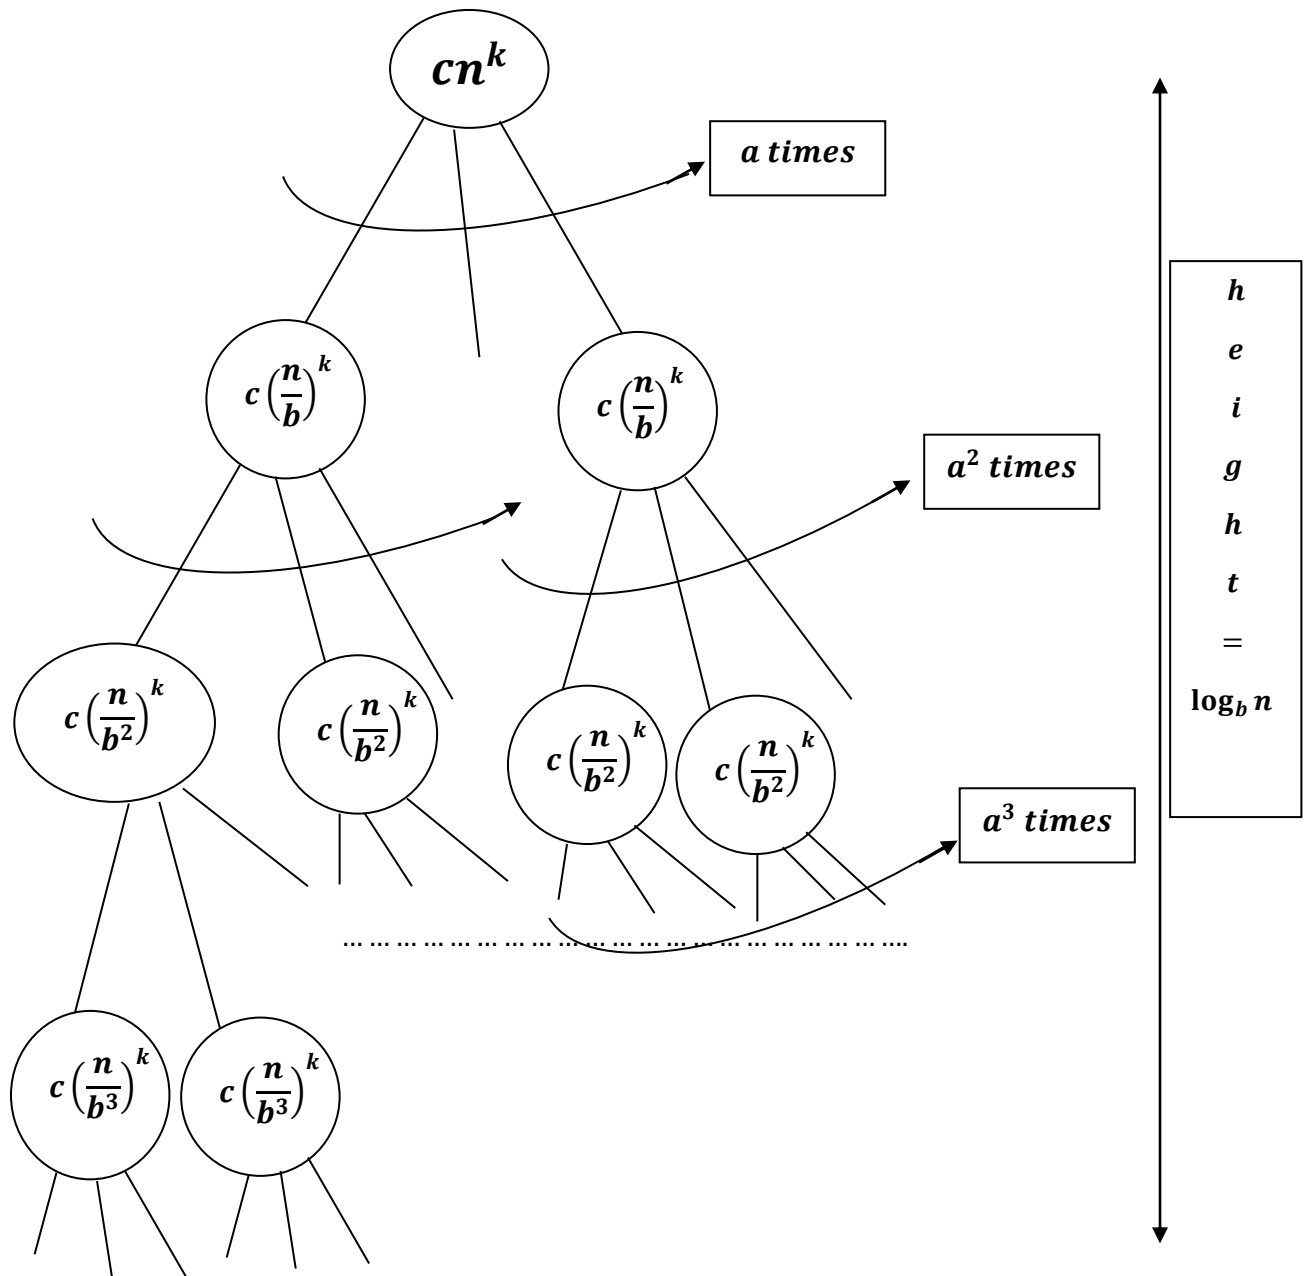 cn^k
a times
h
e
i
g
h
t
=
log_b n
c(n/b)^k
c(n/b)^k
a^2 times
c(n/b^2)^k
c(n/b^2)^k
c(n/b^2)^k
c(n/b^2)^k
a^3 times
… … … … … … … … … … … … … … … … … … … … ….
c(n/b^3)^k
c(n/b^3)^k